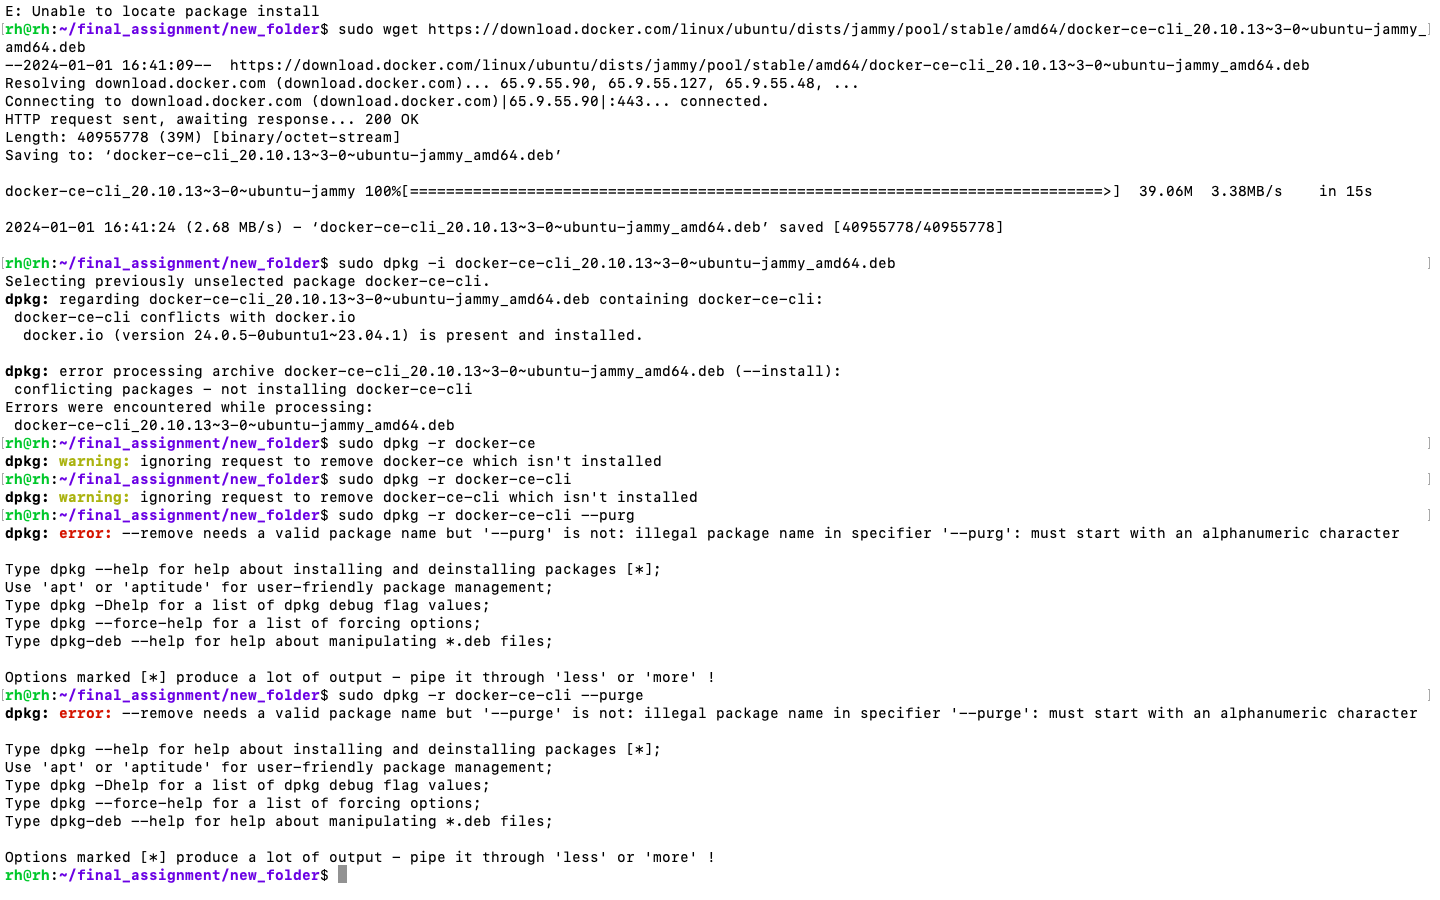 E: Unable to locate package install
[rh@rh:~/final_assignment/new_folder$ sudo wget https://download.docker.com/linux/ubuntu/dists/jammy/pool/stable/amd64/docker-ce-cli_20.10.13~3-0~ubuntu-jammy_]
amd64.deb
--2024-01-01 16:41:09--  https://download.docker.com/linux/ubuntu/dists/jammy/pool/stable/amd64/docker-ce-cli_20.10.13~3-0~ubuntu-jammy_amd64.deb
Resolving download.docker.com (download.docker.com)... 65.9.55.90, 65.9.55.127, 65.9.55.48, ...
Connecting to download.docker.com (download.docker.com)|65.9.55.90|:443... connected.
HTTP request sent, awaiting response... 200 OK
Length: 40955778 (39M) [binary/octet-stream]
Saving to: ‘docker-ce-cli_20.10.13~3-0~ubuntu-jammy_amd64.deb’
docker-ce-cli_20.10.13~3-0~ubuntu-jammy 100%[=============================================================================>]  39.06M  3.38MB/s    in 15s
2024-01-01 16:41:24 (2.68 MB/s) - ‘docker-ce-cli_20.10.13~3-0~ubuntu-jammy_amd64.deb’ saved [40955778/40955778]
[rh@rh:~/final_assignment/new_folder$ sudo dpkg -i docker-ce-cli_20.10.13~3-0~ubuntu-jammy_amd64.deb ]
Selecting previously unselected package docker-ce-cli.
dpkg: regarding docker-ce-cli_20.10.13~3-0~ubuntu-jammy_amd64.deb containing docker-ce-cli:
 docker-ce-cli conflicts with docker.io
  docker.io (version 24.0.5-0ubuntu1~23.04.1) is present and installed.
dpkg: error processing archive docker-ce-cli_20.10.13~3-0~ubuntu-jammy_amd64.deb (--install):
 conflicting packages - not installing docker-ce-cli
Errors were encountered while processing:
 docker-ce-cli_20.10.13~3-0~ubuntu-jammy_amd64.deb
[rh@rh:~/final_assignment/new_folder$ sudo dpkg -r docker-ce ]
dpkg: warning: ignoring request to remove docker-ce which isn't installed
[rh@rh:~/final_assignment/new_folder$ sudo dpkg -r docker-ce-cli ]
dpkg: warning: ignoring request to remove docker-ce-cli which isn't installed
[rh@rh:~/final_assignment/new_folder$ sudo dpkg -r docker-ce-cli --purg ]
dpkg: error: --remove needs a valid package name but '--purg' is not: illegal package name in specifier '--purg': must start with an alphanumeric character
Type dpkg --help for help about installing and deinstalling packages [*];
Use 'apt' or 'aptitude' for user-friendly package management;
Type dpkg -Dhelp for a list of dpkg debug flag values;
Type dpkg --force-help for a list of forcing options;
Type dpkg-deb --help for help about manipulating *.deb files;
Options marked [*] produce a lot of output - pipe it through 'less' or 'more' !
[rh@rh:~/final_assignment/new_folder$ sudo dpkg -r docker-ce-cli --purge ]
dpkg: error: --remove needs a valid package name but '--purge' is not: illegal package name in specifier '--purge': must start with an alphanumeric character
Type dpkg --help for help about installing and deinstalling packages [*];
Use 'apt' or 'aptitude' for user-friendly package management;
Type dpkg -Dhelp for a list of dpkg debug flag values;
Type dpkg --force-help for a list of forcing options;
Type dpkg-deb --help for help about manipulating *.deb files;
Options marked [*] produce a lot of output - pipe it through 'less' or 'more' !
rh@rh:~/final_assignment/new_folder$